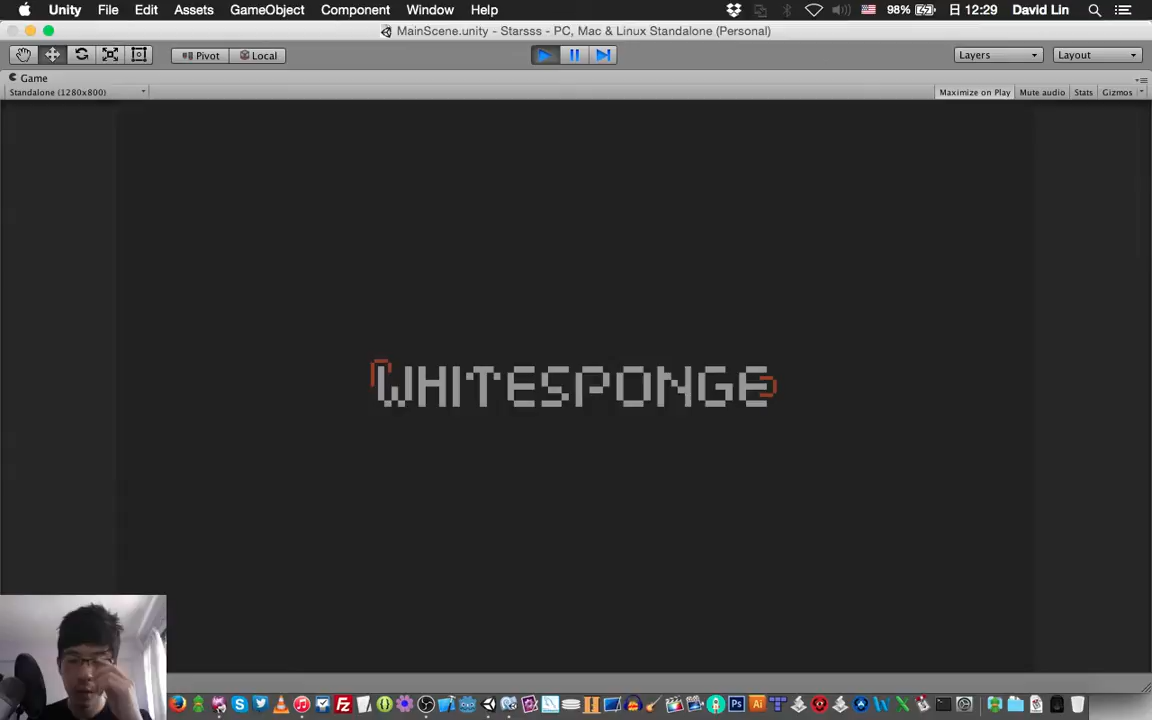 Unity File Edit Assets GameObject Component Window Help 98% 日 12:29 David Lin
MainScene.unity - Starsss - PC, Mac & Linux Standalone (Personal)
Pivot Local Layers Layout
Game
Standalone (1280x800) Maximize on Play Mute audio Stats Gizmos
WHITESPONGE